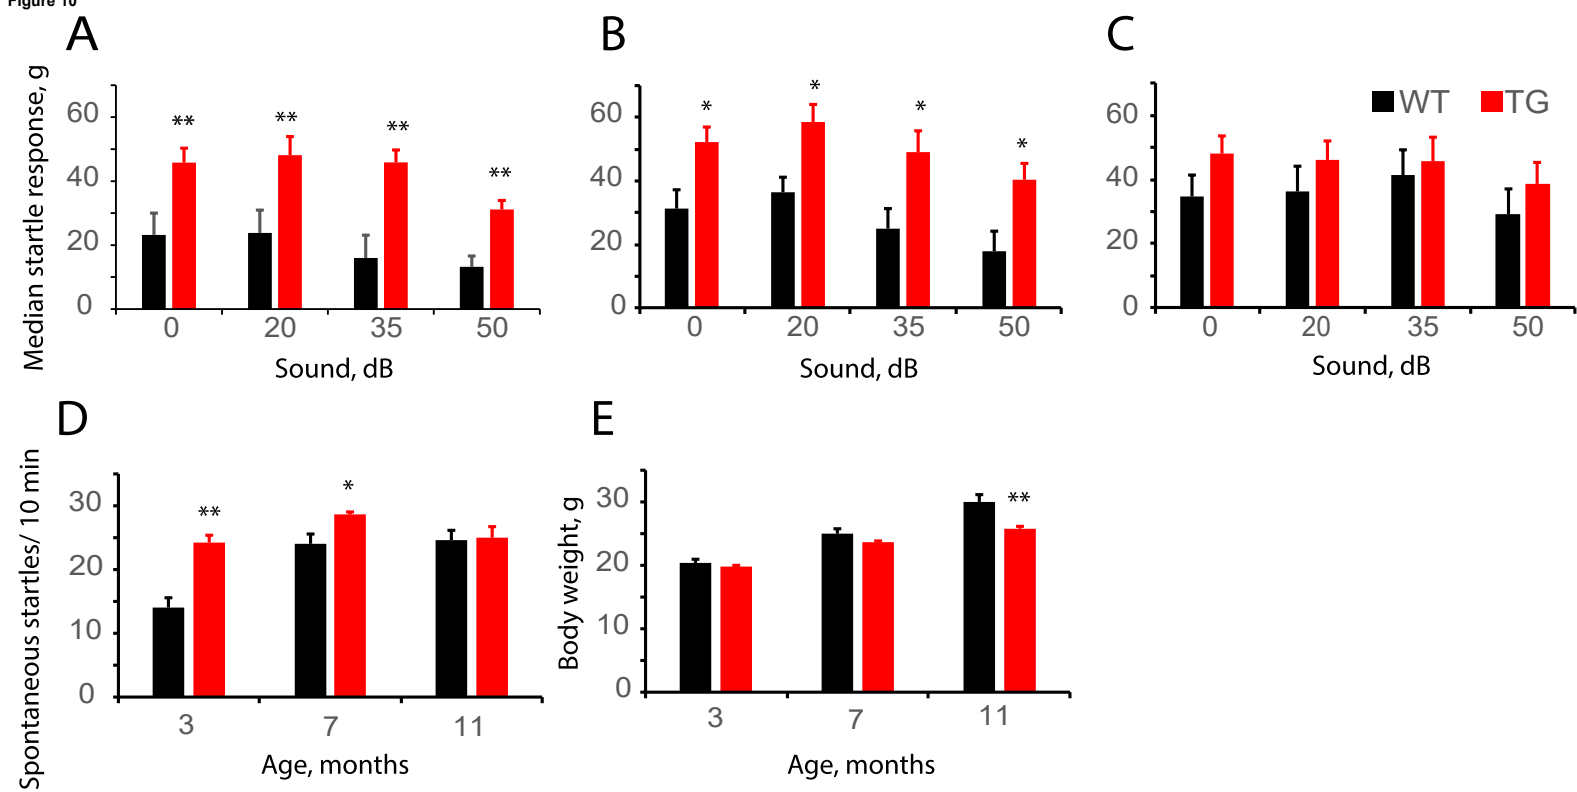 Figure 10
A
B
C
Median startle response, g
60
40
20
0
** ** ** **
0 20 35 50
Sound, dB
60
40
20
0
* * * *
0 20 35 50
Sound, dB
WT TG
60
40
20
0
0 20 35 50
Sound, dB
D
E
Spontaneous startles/ 10 min
30
20
10
0
** *
3 7 11
Age, months
Body weight, g
30
20
10
0
**
3 7 11
Age, months